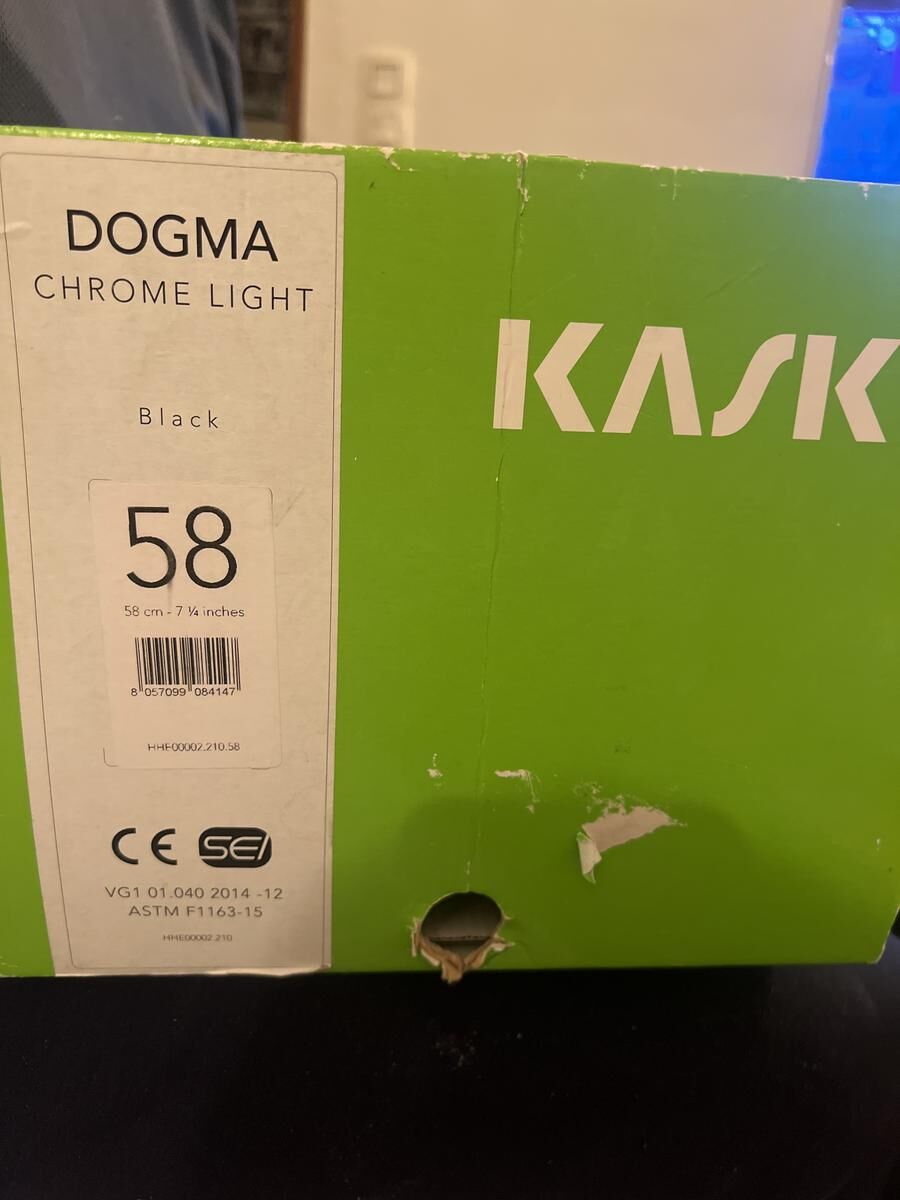 DOGMA
CHROME LIGHT
KASK
Black
58
58 cm - 7 ¼ inches
8 057099 084147
HHE00002.210.58
CE SEI
VG1 01.040 2014 -12
ASTM F1163-15
HHE00002.210